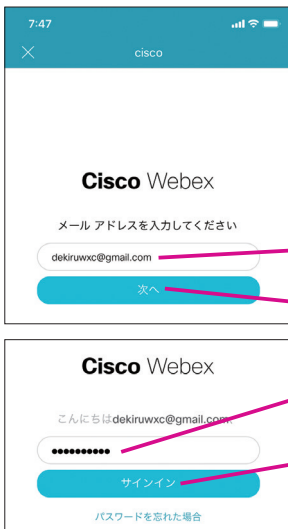 7:47
cisco
Cisco Webex
メール アドレスを入力してください
dekiruwxc@gmail.com
次へ
Cisco Webex
こんにちはdekiruwxc@gmail.com
●●●●●●●●●●
サインイン
パスワードを忘れた場合